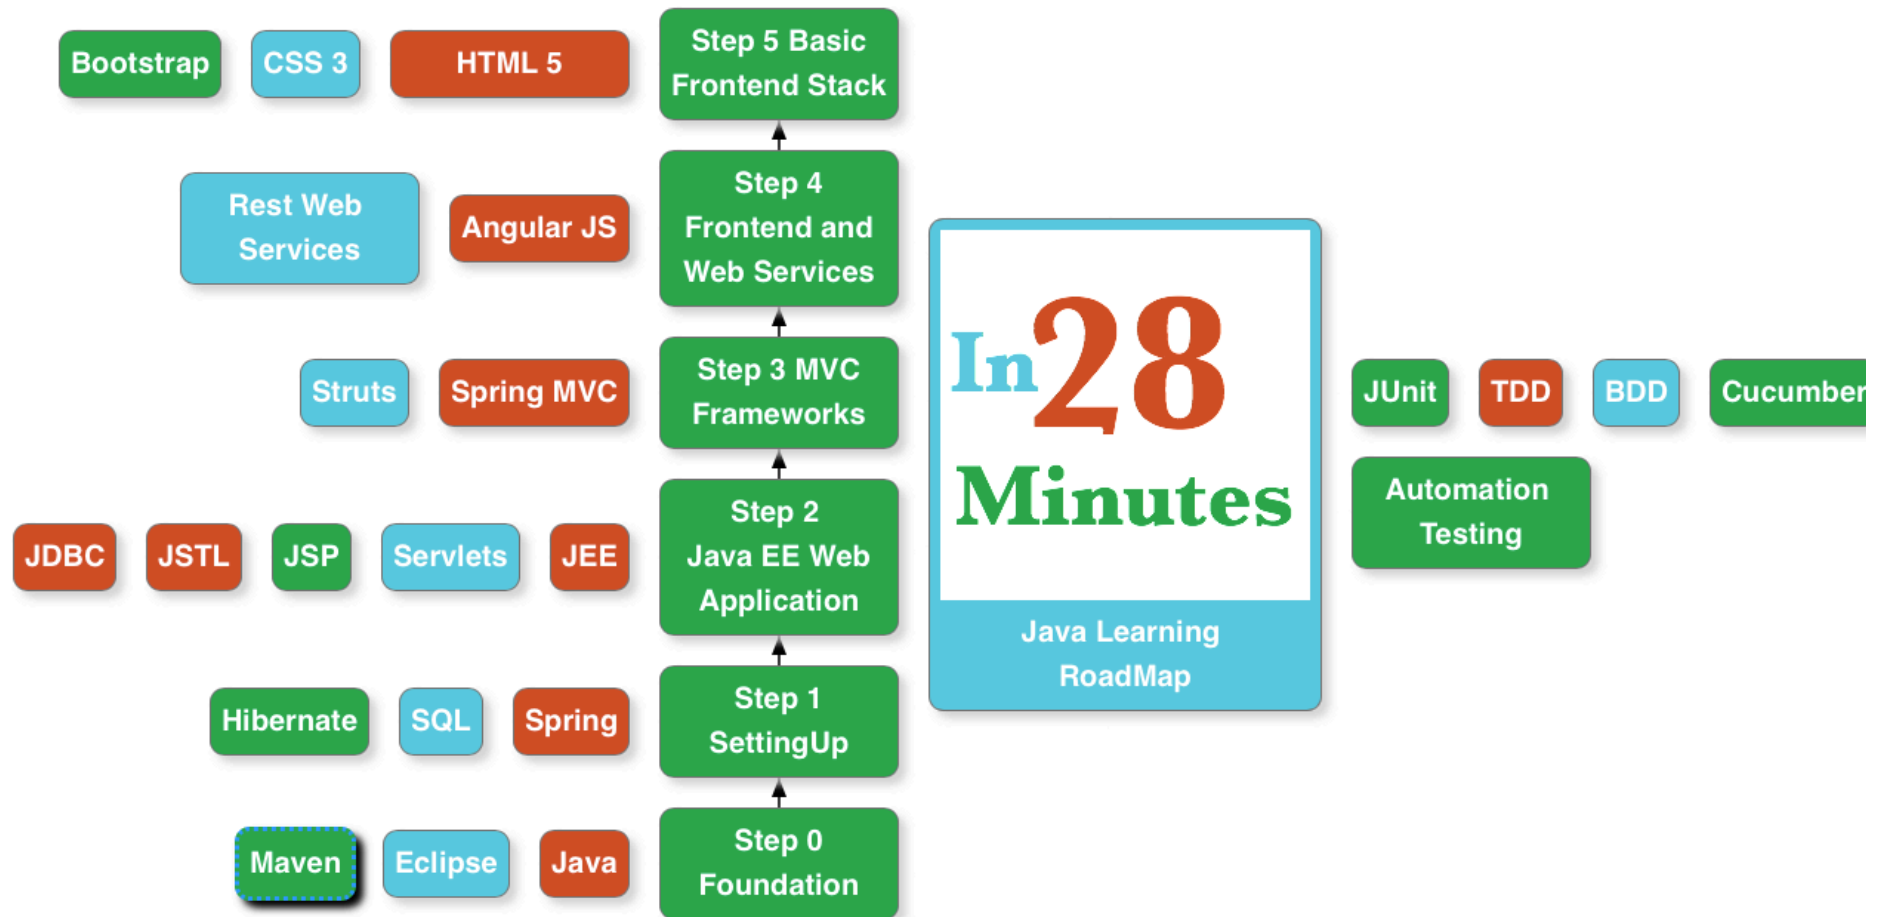 Bootstrap
CSS 3
HTML 5
Step 5 Basic
Frontend Stack
Rest Web
Services
Angular JS
Step 4
Frontend and
Web Services
Struts
Spring MVC
Step 3 MVC
Frameworks
JDBC
JSTL
JSP
Servlets
JEE
Step 2
Java EE Web
Application
Hibernate
SQL
Spring
Step 1
SettingUp
Maven
Eclipse
Java
Step 0
Foundation
In28
Minutes
Java Learning
RoadMap
JUnit
TDD
BDD
Cucumber
Automation
Testing